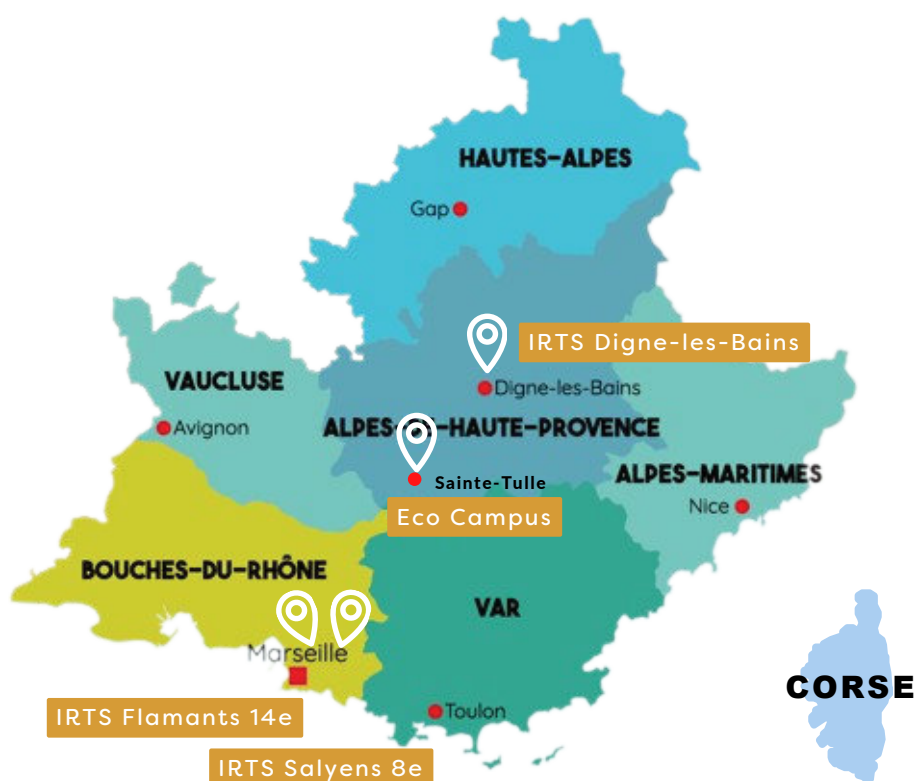 HAUTES-ALPES
Gap
IRTS Digne-les-Bains
VAUCLUSE
Digne-les-Bains
Avignon
ALPES-DE-HAUTE-PROVENCE
ALPES-MARITIMES
Sainte-Tulle
Nice
Eco Campus
BOUCHES-DU-RHÔNE
VAR
Marseille
CORSE
IRTS Flamants 14e
Toulon
IRTS Salyens 8e